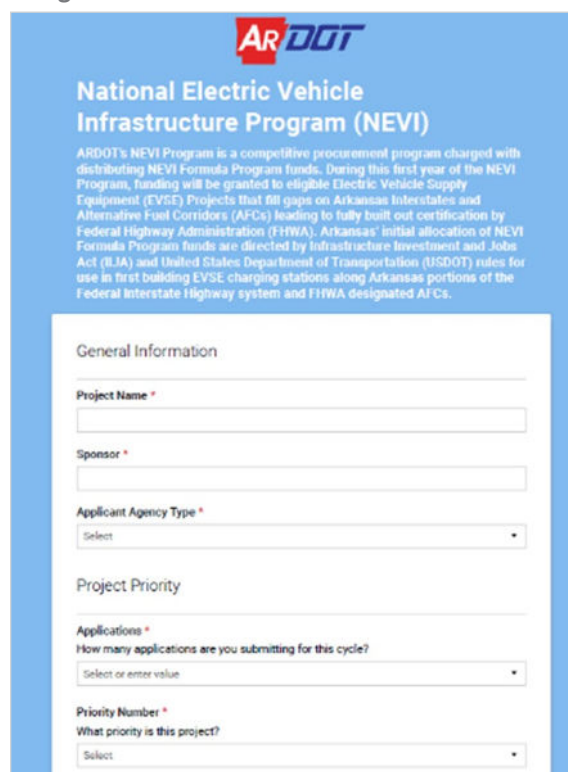 ARDOT
National Electric Vehicle
Infrastructure Program (NEVI)
ARDOT's NEVI Program is a competitive procurement program charged with
distributing NEVI Formula Program funds. During this first year of the NEVI
Program, funding will be granted to eligible Electric Vehicle Supply
Equipment (EVSE) Projects that fill gaps on Arkansas Interstates and
Alternative Fuel Corridors (AFCs) leading to fully built out certification by
Federal Highway Administration (FHWA). Arkansas' initial allocation of NEVI
Formula Program funds are directed by Infrastructure Investment and Jobs
Act (IIJA) and United States Department of Transportation (USDOT) rules for
use in first building EVSE charging stations along Arkansas portions of the
Federal Interstate Highway system and FHWA designated AFCs.
General Information
Project Name *
Sponsor *
Applicant Agency Type *
Select
Project Priority
Applications *
How many applications are you submitting for this cycle?
Select or enter value
Priority Number *
What priority is this project?
Select